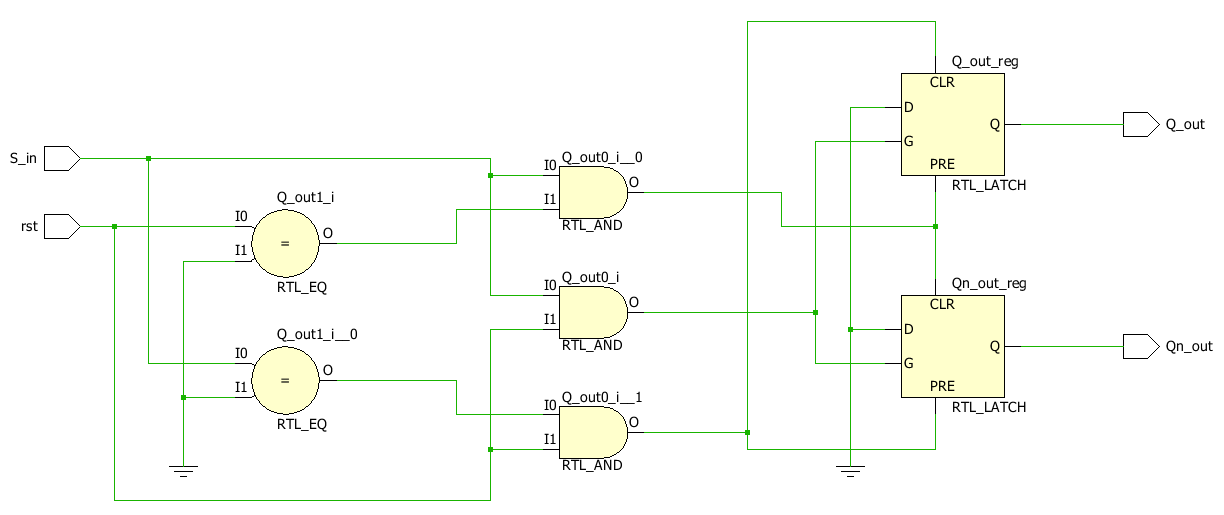 Q_out_reg
CLR
D
Q
Q_out
G
PRE
RTL_LATCH
S_in
Q_out0_i__0
I0
O
I1
RTL_AND
Q_out1_i
rst
I0
O
I1
=
RTL_EQ
Q_out0_i
I0
O
I1
RTL_AND
Qn_out_reg
CLR
D
Q
Qn_out
G
PRE
RTL_LATCH
Q_out1_i__0
I0
O
I1
=
RTL_EQ
Q_out0_i__1
I0
O
I1
RTL_AND